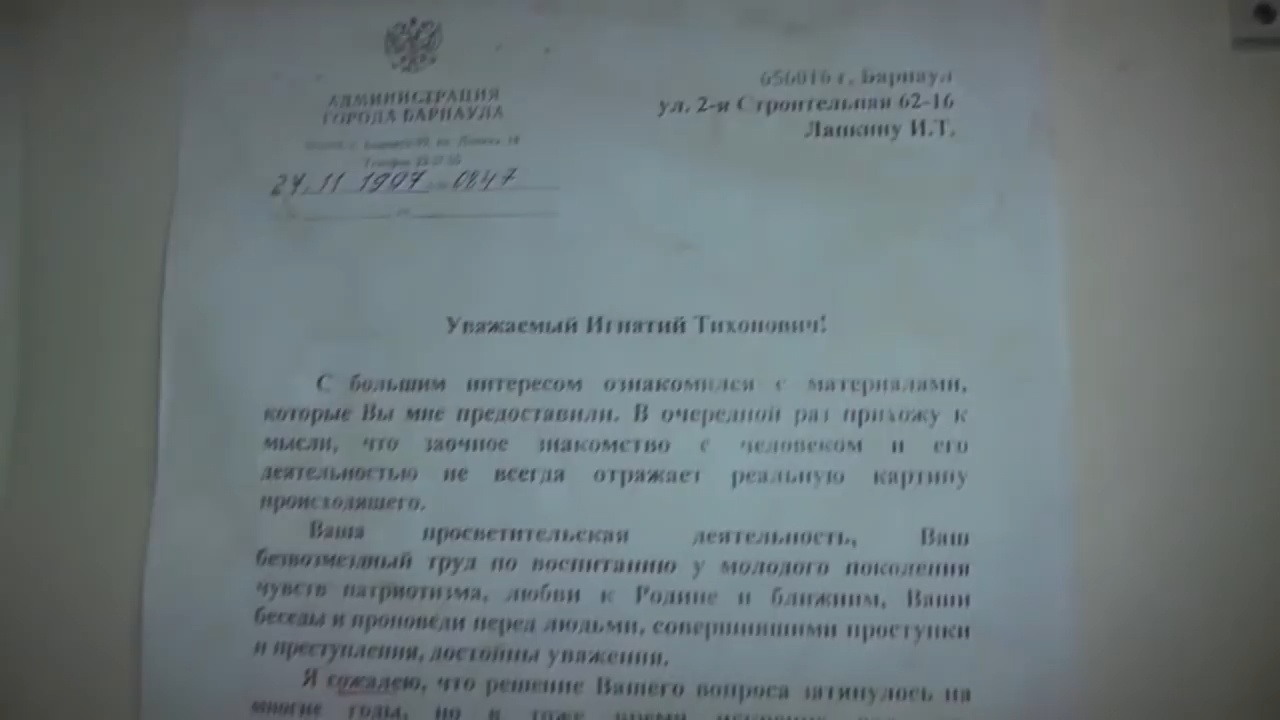 АДМИНИСТРАЦИЯ
ГОРОДА БАРНАУЛА
24.11 1997 0847
656016 г. Барнаул
ул. 2-я Строительная 62-16
Лапкину И.Т.
Уважаемый Игнатий Тихонович!
С большим интересом ознакомился с материалами,
которые Вы мне предоставили. В очередной раз прихожу к
мысли, что заочное знакомство с человеком и его
деятельностью не всегда отражает реальную картину
происходящего.
Ваша просветительская деятельность, Ваш
безвозмездный труд по воспитанию у молодого поколения
чувств патриотизма, любви к Родине и ближним, Ваши
беседы и проповеди перед людьми, совершившими проступки
и преступления, достойны уважения.
Я сожалею, что решение Вашего вопроса затянулось на
многие годы, но в тоже время